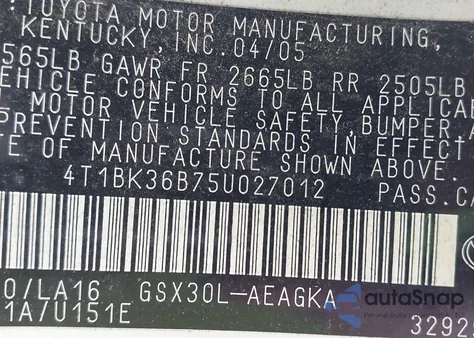 : TOYOTA MOTOR MANUFACTURING,
KENTUCKY, INC. 04/05
565LB GAWR FR 2665LB RR 2505LB
EHICLE CONFORMS TO ALL APPLICA
L MOTOR VEHICLE SAFETY, BUMPER, A
PREVENTION STANDARDS IN EFFECT
E OF MANUFACTURE SHOWN ABOVE.
4T1BK36B75U027012 PASS.CA
0/LA16 GSX30L-AEAGKA
1A/U151E
autoSnap
3292